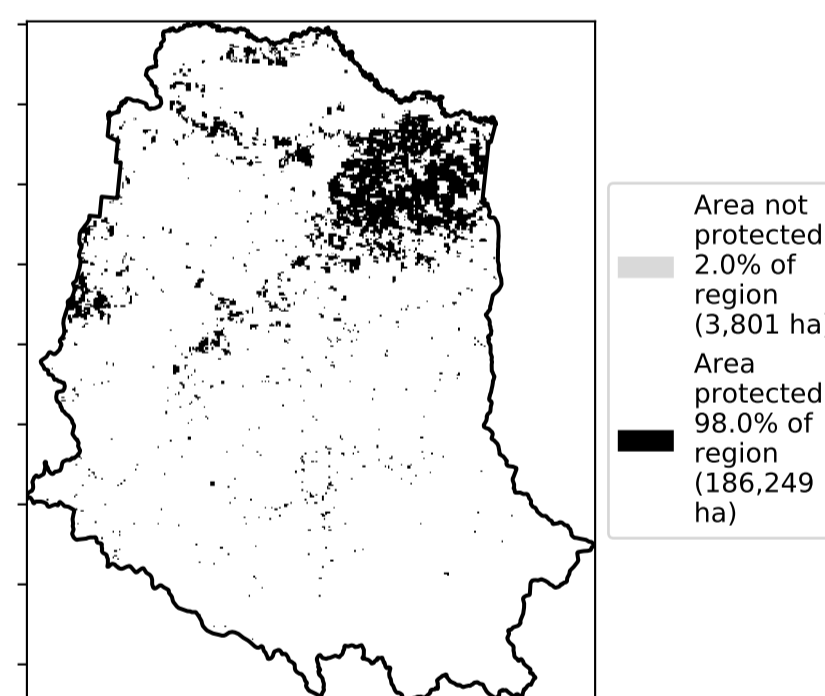 Area not
protected
2.0% of
region
(3,801 ha)
Area
protected
98.0% of
region
(186,249
ha)